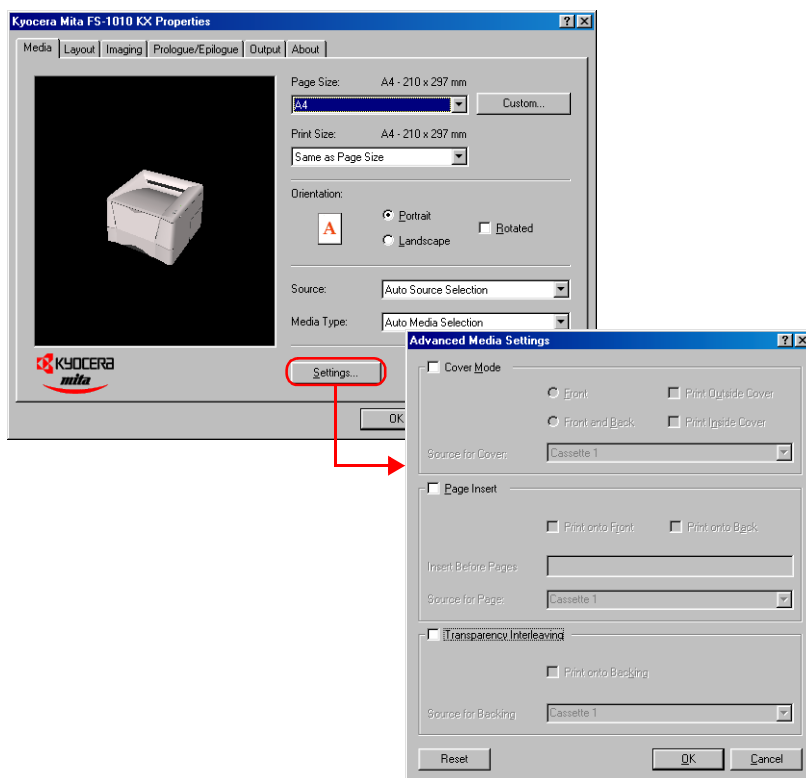 Kyocera Mita FS-1010 KX Properties
Media Layout Imaging Prologue/Epilogue Output About
Page Size: A4 - 210 x 297 mm
A4 Custom...
Print Size: A4 - 210 x 297 mm
Same as Page Size
Orientation:
A
Portrait
Landscape
Rotated
Source: Auto Source Selection
Media Type: Auto Media Selection
KYOCERA
mita
Settings...
OK
Advanced Media Settings
Cover Mode
Front Print Outside Cover
Front and Back Print Inside Cover
Source for Cover: Cassette 1
Page Insert
Print onto Front Print onto Back
Insert Before Pages
Source for Page: Cassette 1
Transparency Interleaving
Print onto Backing
Source for Backing Cassette 1
Reset OK Cancel